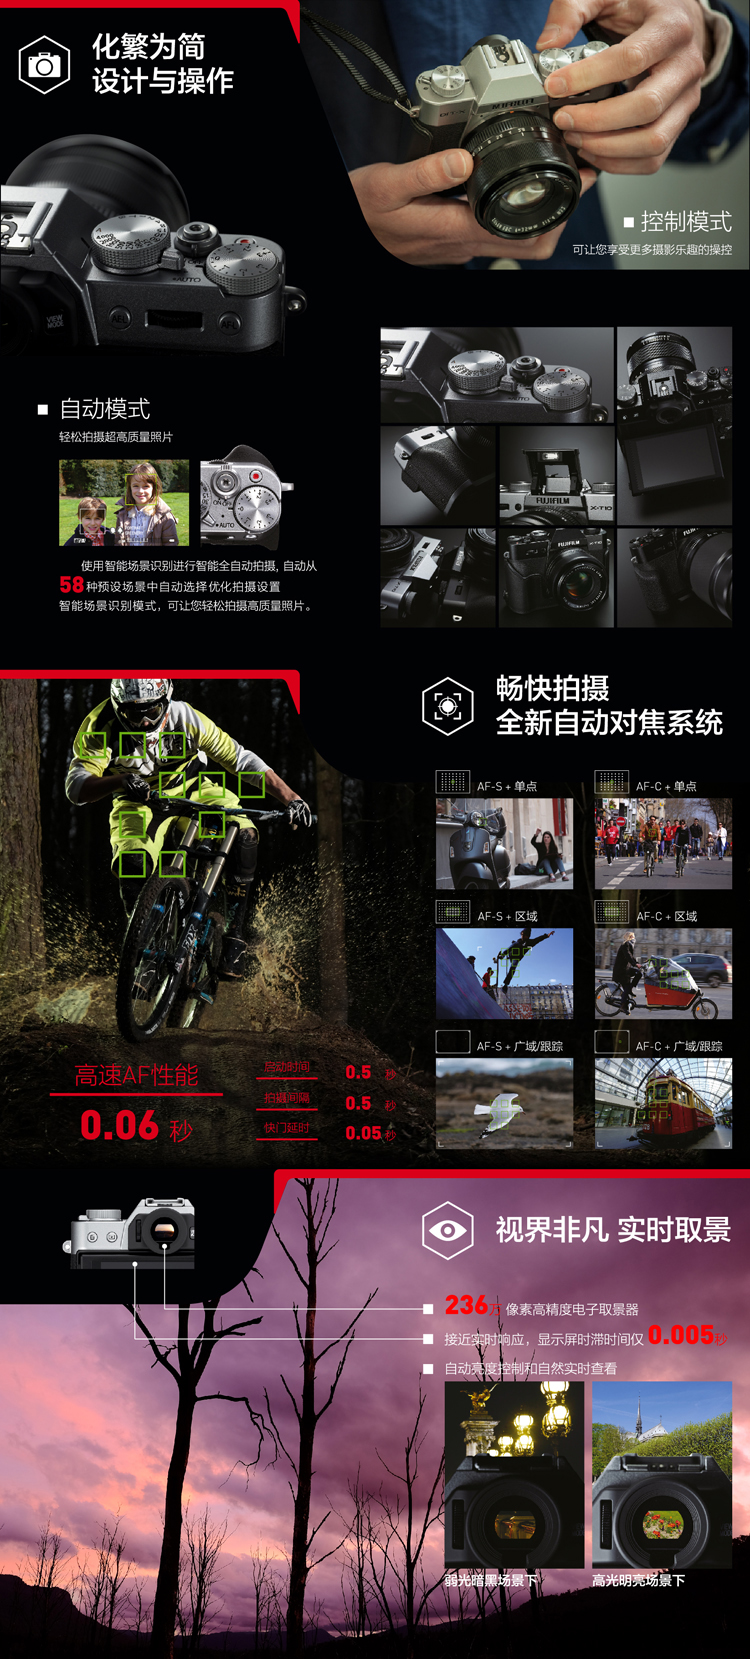 化繁为简
设计与操作
控制模式
可让您享受更多摄影乐趣的操控
AUTO
VIEW
MODE
AEL
AFL
自动模式
轻松拍摄超高质量照片
AUTO
使用智能场景识别进行智能全自动拍摄, 自动从
58种预设场景中自动选择优化拍摄设置
智能场景识别模式，可让您轻松拍摄高质量照片。
FUJIFILM
X-T10
FUJIFILM
畅快拍摄
全新自动对焦系统
AF-S + 单点
AF-C + 单点
AF-S + 区域
AF-C + 区域
AF-S + 广域/跟踪
AF-C + 广域/跟踪
高速AF性能
0.06 秒
启动时间 0.5 秒
拍摄间隔 0.5 秒
快门延时 0.05 秒
视界非凡 实时取景
236万 像素高精度电子取景器
接近实时响应，显示屏时滞时间仅 0.005秒
自动亮度控制和自然实时查看
弱光暗黑场景下
高光明亮场景下